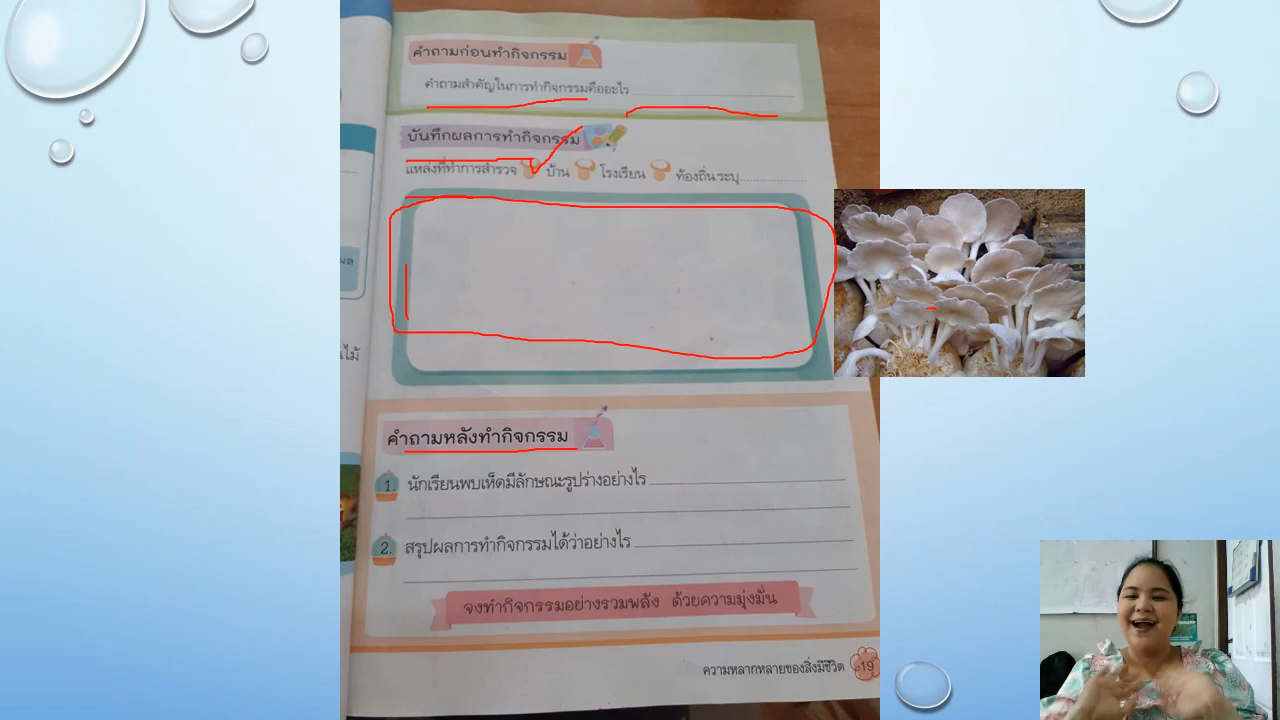 คำถามก่อนทำกิจกรรม
คำถามสำคัญในการทำกิจกรรมคืออะไร
บันทึกผลการทำกิจกรรม
แหล่งที่ทำการสำรวจ บ้าน โรงเรียน ท้องถิ่น ระบุ
ผล
นไม้
คำถามหลังทำกิจกรรม
1. นักเรียนพบเห็ดมีลักษณะรูปร่างอย่างไร
2. สรุปผลการทำกิจกรรมได้ว่าอย่างไร
จงทำกิจกรรมอย่างรวมพลัง ด้วยความมุ่งมั่น
ความหลากหลายของสิ่งมีชีวิต 19